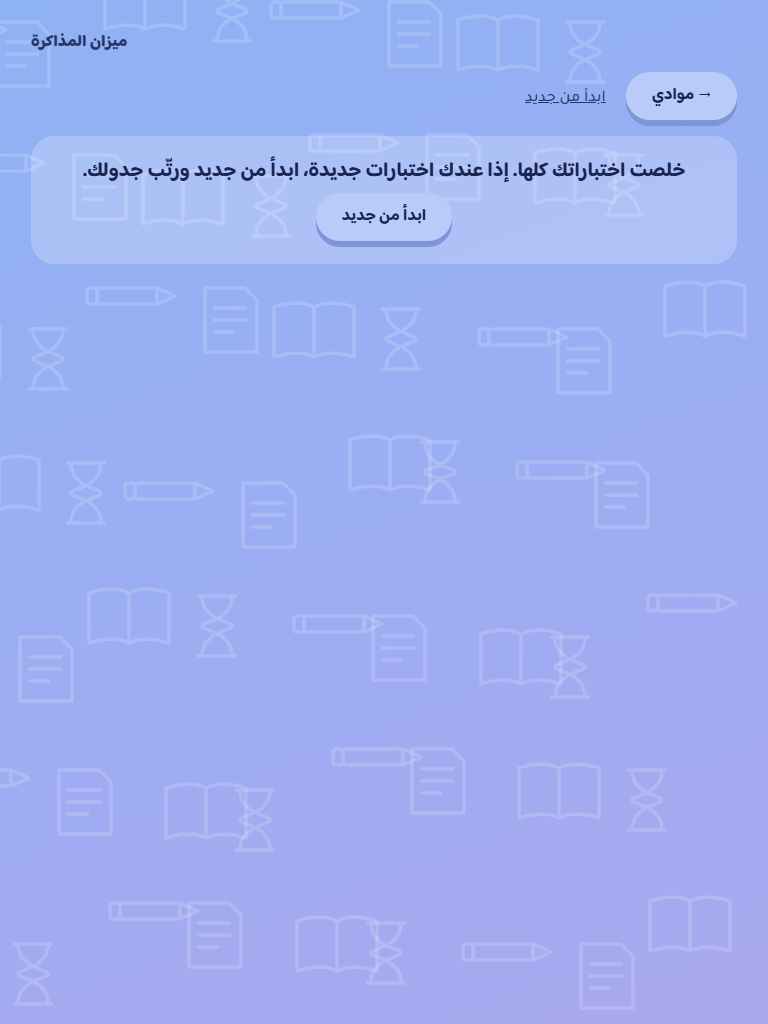 ميزان المذاكرة
→ موادي
ابدأ من جديد
خلصت اختباراتك كلها. إذا عندك اختبارات جديدة، ابدأ من جديد ورتّب جدولك.
ابدأ من جديد